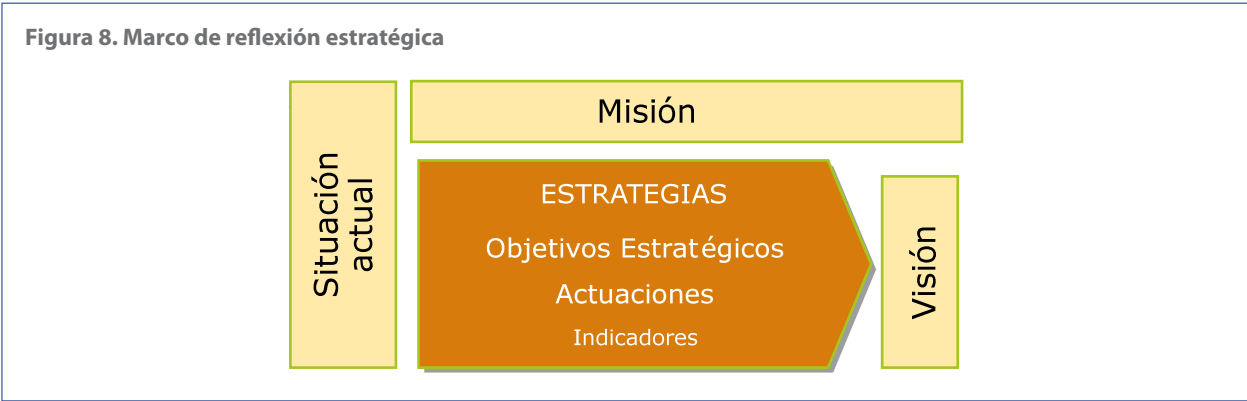 Figura 8. Marco de reflexión estratégica
Situación
actual
Misión
ESTRATEGIAS
Objetivos Estratégicos
Actuaciones
Indicadores
Visión